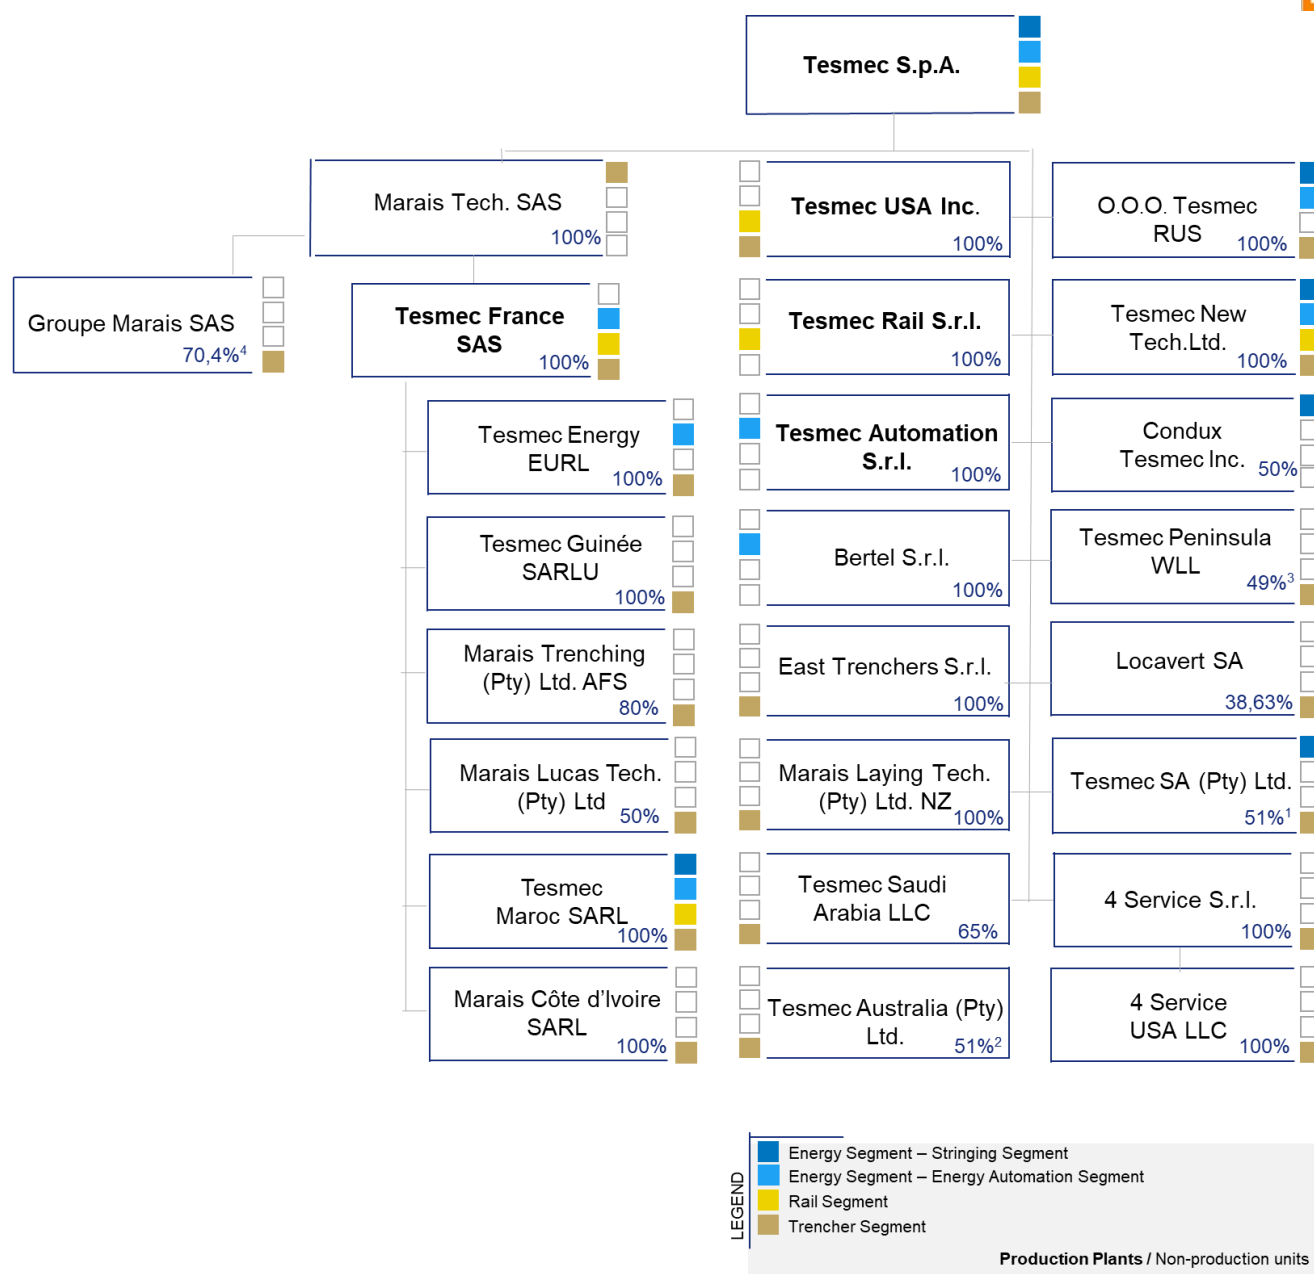 Tesmec S.p.A.
Marais Tech. SAS
100%
Groupe Marais SAS
70,4%4
Tesmec France
SAS
100%
Tesmec Energy
EURL
100%
Tesmec Guinée
SARLU
100%
Marais Trenching
(Pty) Ltd. AFS
80%
Marais Lucas Tech.
(Pty) Ltd
50%
Tesmec
Maroc SARL
100%
Marais Côte d'Ivoire
SARL
100%
Tesmec USA Inc.
100%
Tesmec Rail S.r.l.
100%
Tesmec Automation
S.r.l.
100%
Bertel S.r.l.
100%
East Trenchers S.r.l.
100%
Marais Laying Tech.
(Pty) Ltd. NZ
100%
Tesmec Saudi
Arabia LLC
65%
Tesmec Australia (Pty)
Ltd.
51%2
O.O.O. Tesmec
RUS
100%
Tesmec New
Tech.Ltd.
100%
Condux
Tesmec Inc.
50%
Tesmec Peninsula
WLL
49%3
Locavert SA
38,63%
Tesmec SA (Pty) Ltd.
51%1
4 Service S.r.l.
100%
4 Service
USA LLC
100%
LEGEND
Energy Segment – Stringing Segment
Energy Segment – Energy Automation Segment
Rail Segment
Trencher Segment
Production Plants / Non-production units